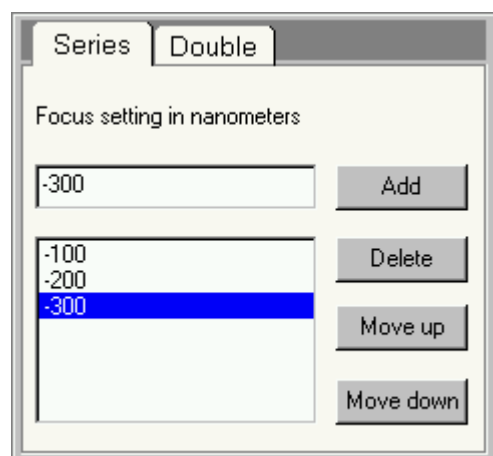 Series Double
Focus setting in nanometers
-300 Add
-100 Delete
-200
-300
Move up
Move down